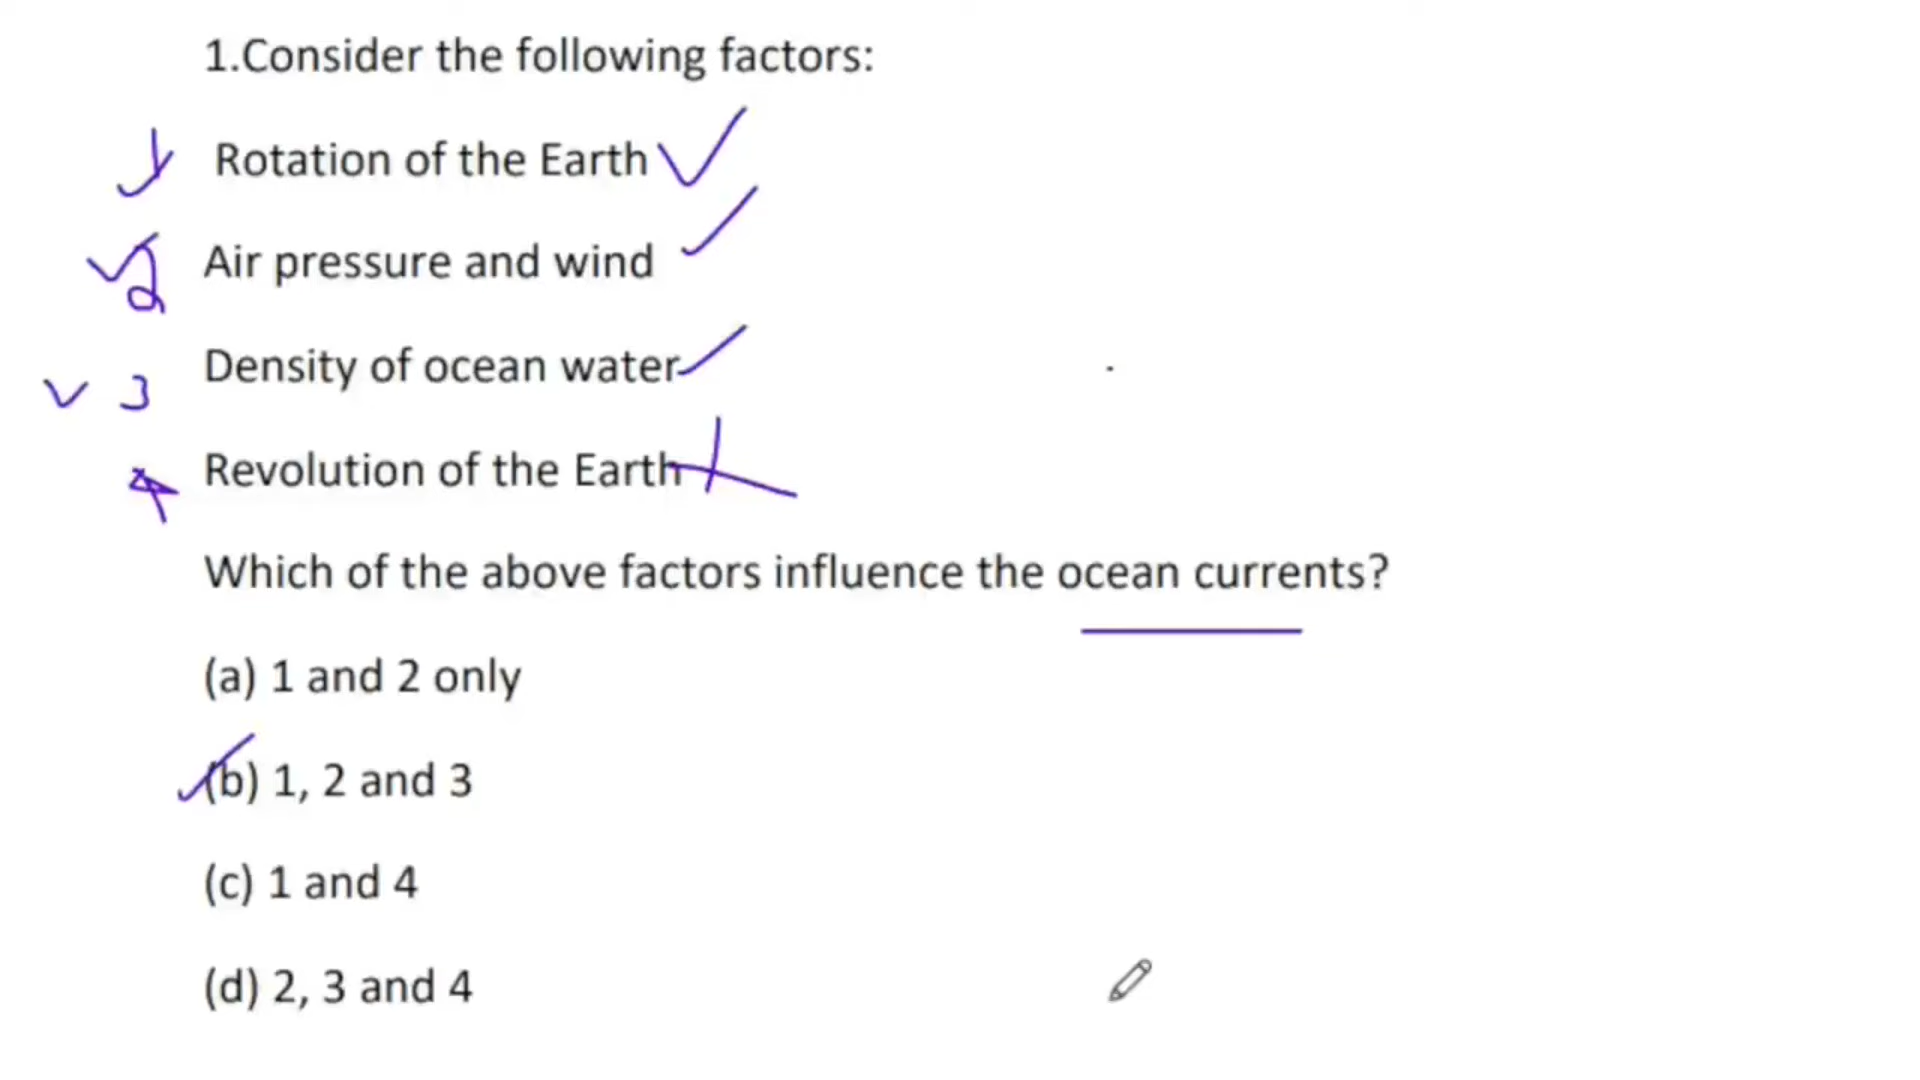 1.Consider the following factors:
1 Rotation of the Earth
2 Air pressure and wind
3 Density of ocean water
4 Revolution of the Earth
Which of the above factors influence the ocean currents?
(a) 1 and 2 only
(b) 1, 2 and 3
(c) 1 and 4
(d) 2, 3 and 4